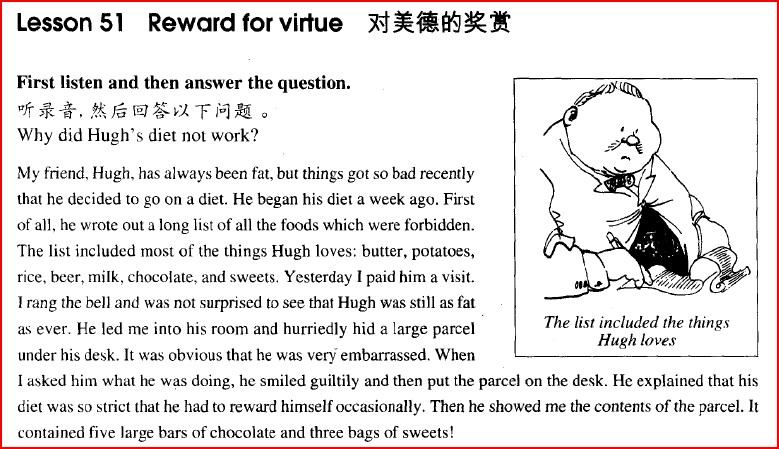 Lesson 51 Reward for virtue 对美德的奖赏
First listen and then answer the question.
听录音，然后回答以下问题。
Why did Hugh's diet not work?
My friend, Hugh, has always been fat, but things got so bad recently
that he decided to go on a diet. He began his diet a week ago. First
of all, he wrote out a long list of all the foods which were forbidden.
The list included most of the things Hugh loves: butter, potatoes,
rice, beer, milk, chocolate, and sweets. Yesterday I paid him a visit.
I rang the bell and was not surprised to see that Hugh was still as fat
as ever. He led me into his room and hurriedly hid a large parcel
under his desk. It was obvious that he was very embarrassed. When
I asked him what he was doing, he smiled guiltily and then put the parcel on the desk. He explained that his
diet was so strict that he had to reward himself occasionally. Then he showed me the contents of the parcel. It
contained five large bars of chocolate and three bags of sweets!
The list included the things
Hugh loves